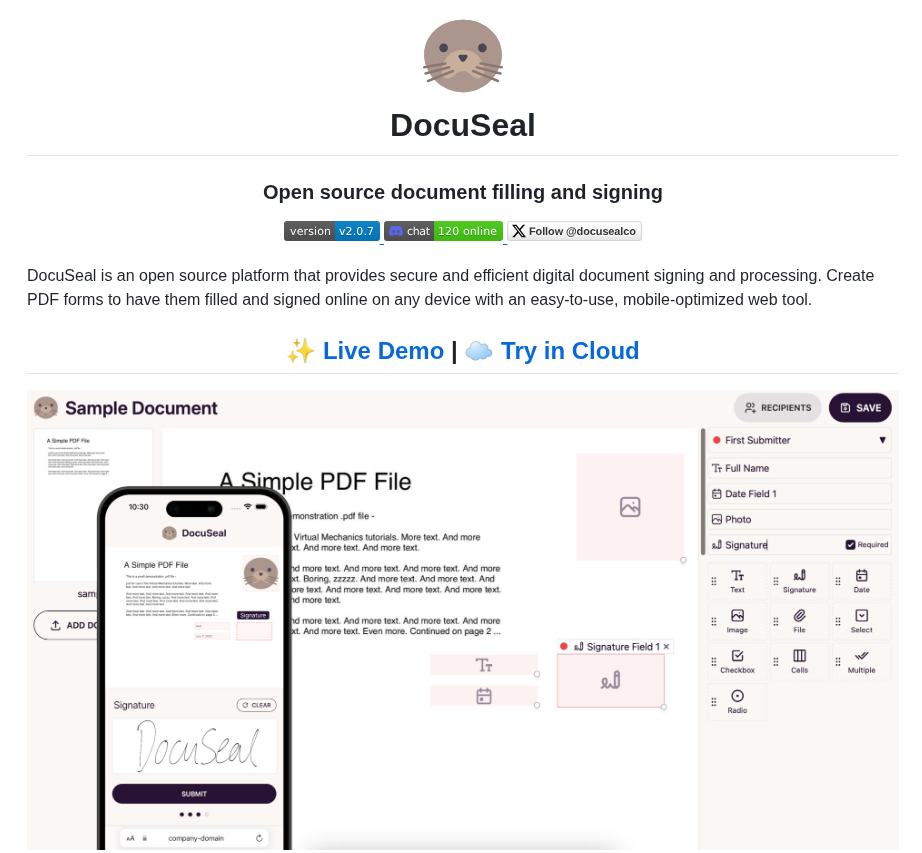 DocuSeal
Open source document filling and signing
version v2.0.7 chat 120 online Follow @docusealco
DocuSeal is an open source platform that provides secure and efficient digital document signing and processing. Create
PDF forms to have them filled and signed online on any device with an easy-to-use, mobile-optimized web tool.
✨ Live Demo | ☁️ Try in Cloud
Sample Document
RECIPIENTS
SAVE
A Simple PDF File
A Simple PDF File
monstration .pdf file -
Virtual Mechanics tutorials. More text. And more
xt. And more text. And more text.
nd more text. And more text. And more text. And more
Boring, zzzzz. And more text. And more text. And
nd more text. And more text. And more text. And more
re text.
nd more text. And more text. And more text. And more
xt. And more text. Even more. Continued on page 2 ...
Signature Field 1 ×
sam
ADD DO
First Submitter
Full Name
Date Field 1
Photo
Signature
Required
Text
Signature
Date
Image
File
Select
Checkbox
Cells
Multiple
Radio
10:30
DocuSeal
A Simple PDF File
Signature
Signature
CLEAR
DocuSeal
SUBMIT
AA
company-domain